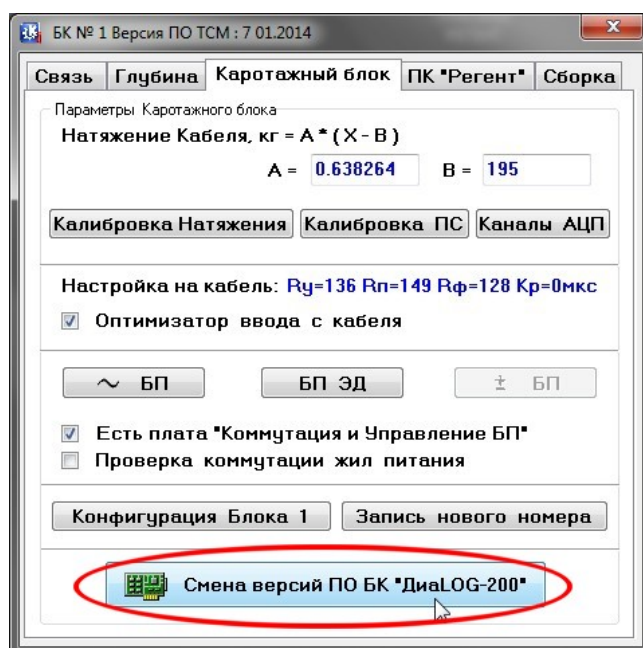 БК № 1 Версия ПО ТСМ : 7 01.2014
Связь Глубина Каротажный блок ПК "Регент" Сборка
Параметры Каротажного блока
Натяжение Кабеля, кг = А * ( X - B )
A = 0.638264 B = 195
Калибровка Натяжения Калибровка ПС Каналы АЦП
Настройка на кабель: Rу=136 Rп=149 Rф=128 Kр=0мкс
Оптимизатор ввода с кабеля
~ БП БП ЭД ± БП
Есть плата "Коммутация и Управление БП"
Проверка коммутации жил питания
Конфигурация Блока 1 Запись нового номера
Смена версий ПО БК "ДиаLOG-200"